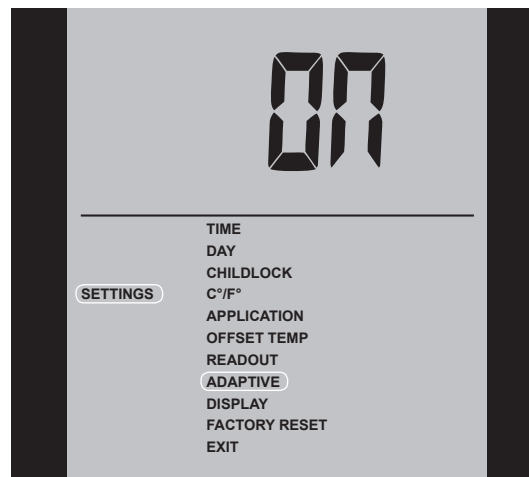 ON
TIME
DAY
CHILDLOCK
SETTINGS C°/F°
APPLICATION
OFFSET TEMP
READOUT
ADAPTIVE
DISPLAY
FACTORY RESET
EXIT